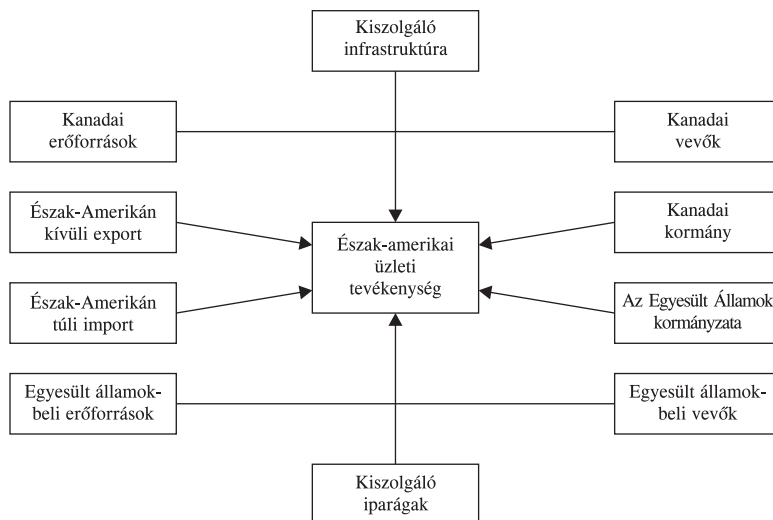 Kiszolgáló
infrastruktúra
Kanadai
erőforrások
Kanadai
vevők
Észak-Amerikán
kívüli export
Észak-amerikai
üzleti
tevékenység
Kanadai
kormány
Észak-Amerikán
túli import
Az Egyesült Államok
kormányzata
Egyesült államok-
beli erőforrások
Egyesült államok-
beli vevők
Kiszolgáló
iparágak